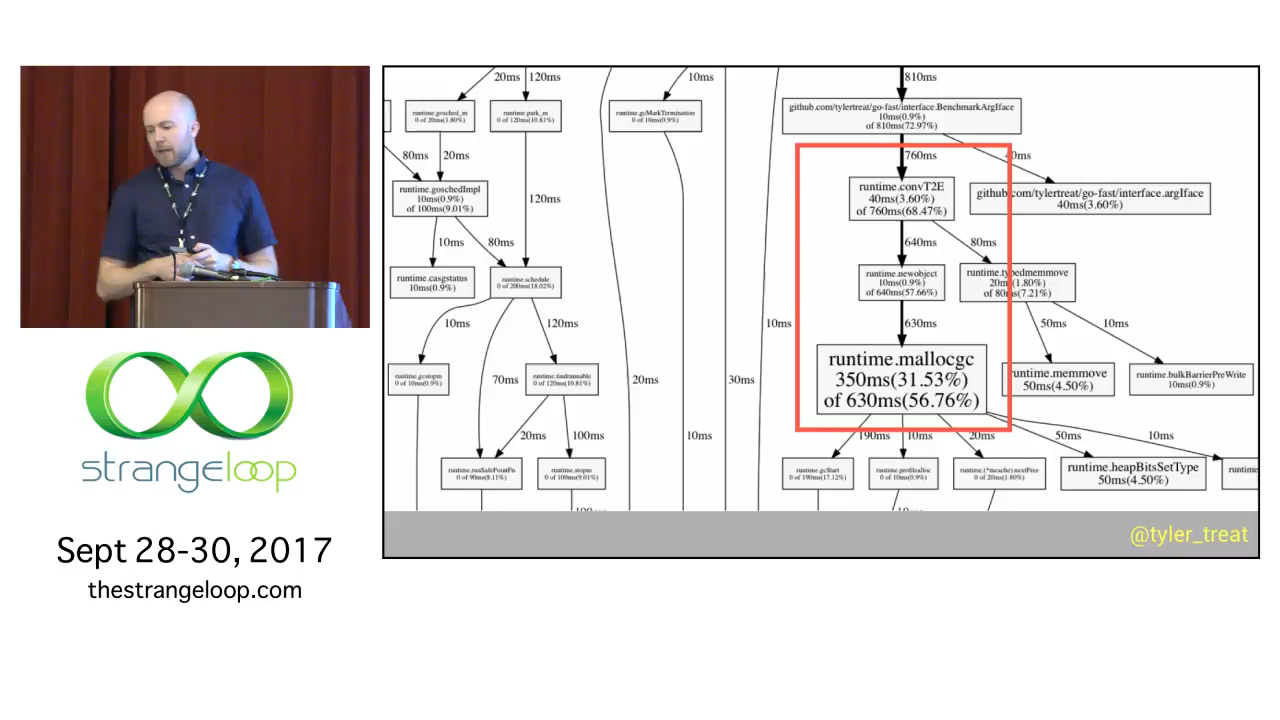 20ms
120ms
10ms
810ms
runtime.gosched_m
0 of 20ms(1.80%)
runtime.park_m
0 of 120ms(10.81%)
runtime.gcMarkTermination
0 of 10ms(0.9%)
github.com/tylertreat/go-fast/interface.BenchmarkArgIface
10ms(0.9%)
of 810ms(72.97%)
80ms
20ms
760ms
40ms
runtime.goschedImpl
10ms(0.9%)
of 100ms(9.01%)
120ms
runtime.convT2E
40ms(3.60%)
of 760ms(68.47%)
github.com/tylertreat/go-fast/interface.argIface
40ms(3.60%)
10ms
80ms
640ms
80ms
runtime.casgstatus
10ms(0.9%)
runtime.schedule
0 of 200ms(18.02%)
runtime.newobject
10ms(0.9%)
of 640ms(57.66%)
runtime.typedmemmove
20ms(1.80%)
of 80ms(7.21%)
10ms
120ms
10ms
630ms
50ms
10ms
runtime.gcstopm
0 of 10ms(0.9%)
70ms
runtime.findrunnable
0 of 120ms(10.81%)
20ms
30ms
runtime.mallocgc
350ms(31.53%)
of 630ms(56.76%)
runtime.memmove
50ms(4.50%)
runtime.bulkBarrierPreWrite
10ms(0.9%)
20ms
100ms
10ms
190ms
10ms
20ms
50ms
10ms
runtime.runSafePointFn
0 of 90ms(8.11%)
runtime.stopm
0 of 100ms(9.01%)
runtime.gcStart
0 of 190ms(17.12%)
runtime.profilealloc
0 of 10ms(0.9%)
runtime.(*mcache).nextFree
0 of 20ms(1.80%)
runtime.heapBitsSetType
50ms(4.50%)
@tyler_treat
strangeloop
Sept 28-30, 2017
thestrangeloop.com